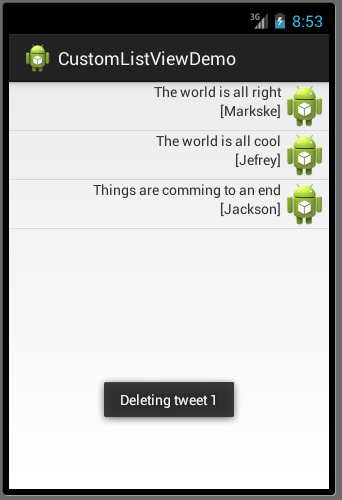 3G 8:53
CustomListViewDemo
The world is all right
[Markske]
The world is all cool
[Jefrey]
Things are comming to an end
[Jackson]
Deleting tweet 1